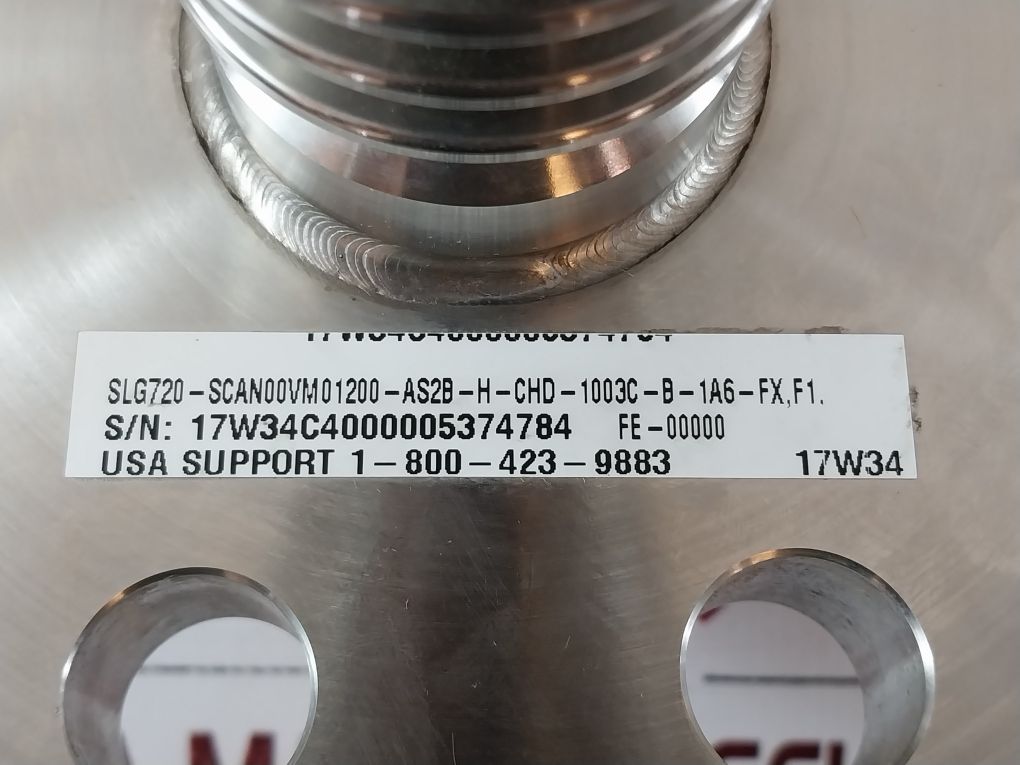 SLG720-SCAN00VM01200-AS2B-H-CHD-1003C-B-1A6-FX,F1.
S/N: 17W34C4000005374784 FE-00000
USA SUPPORT 1-800-423-9883 17W34